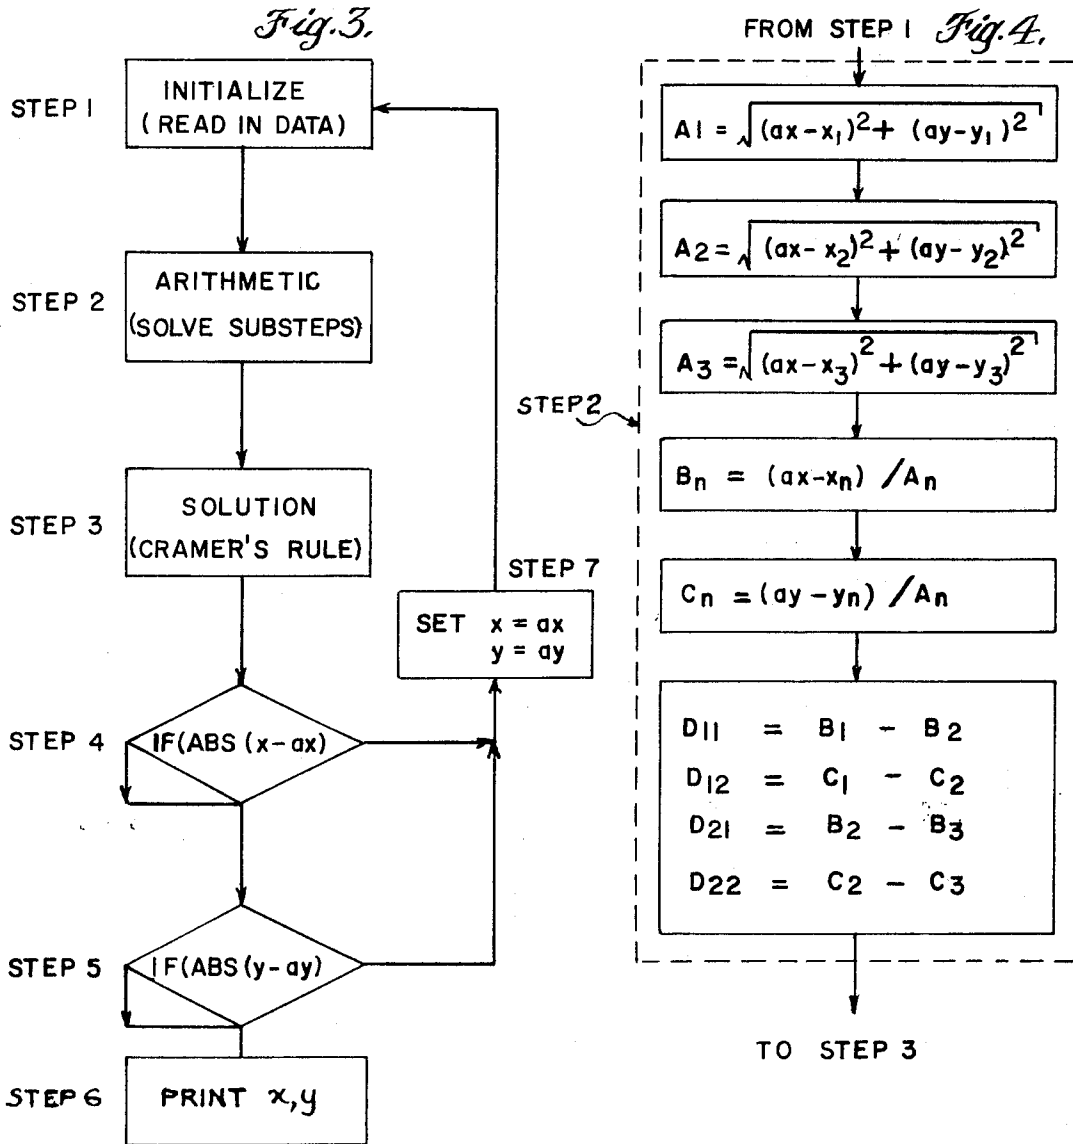 Fig. 3.
STEP 1
INITIALIZE
(READ IN DATA)
STEP 2
ARITHMETIC
(SOLVE SUBSTEPS)
STEP 3
SOLUTION
(CRAMER'S RULE)
STEP 7
SET x = ax
y = ay
STEP 4
IF(ABS(x-ax)
STEP 5
IF(ABS(y-ay)
STEP 6
PRINT x,y
FROM STEP 1 Fig. 4.
A1 = √(ax-x₁)² + (ay-y₁)²
A2 = √(ax-x₂)² + (ay-y₂)²
A3 = √(ax-x₃)² + (ay-y₃)²
STEP 2
Bn = (ax-xn) /An
Cn = (ay-yn) /An
D11 = B1 - B2
D12 = C1 - C2
D21 = B2 - B3
D22 = C2 - C3
TO STEP 3